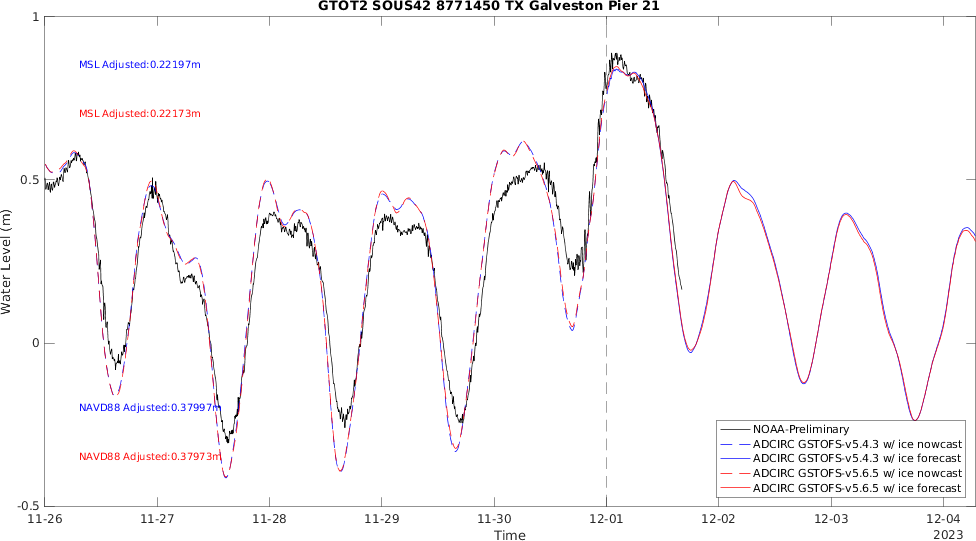 GTOT2 SOUS42 8771450 TX Galveston Pier 21
1
MSL Adjusted:0.22197m
MSL Adjusted:0.22173m
0.5
Water Level (m)
0
NAVD88 Adjusted:0.37997m
NAVD88 Adjusted:0.37973m
NOAA-Preliminary
ADCIRC GSTOFS-v5.4.3 w/ ice nowcast
ADCIRC GSTOFS-v5.4.3 w/ ice forecast
ADCIRC GSTOFS-v5.6.5 w/ ice nowcast
ADCIRC GSTOFS-v5.6.5 w/ ice forecast
-0.5
11-26 11-27 11-28 11-29 11-30 12-01 12-02 12-03 12-04
Time
2023